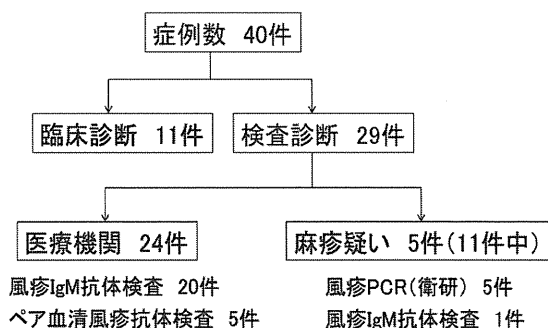 症例数 40件
臨床診断 11件
検査診断 29件
医療機関 24件
麻疹疑い 5件(11件中)
風疹IgM抗体検査 20件
ペア血清風疹抗体検査 5件
風疹PCR(衛研) 5件
風疹IgM抗体検査 1件